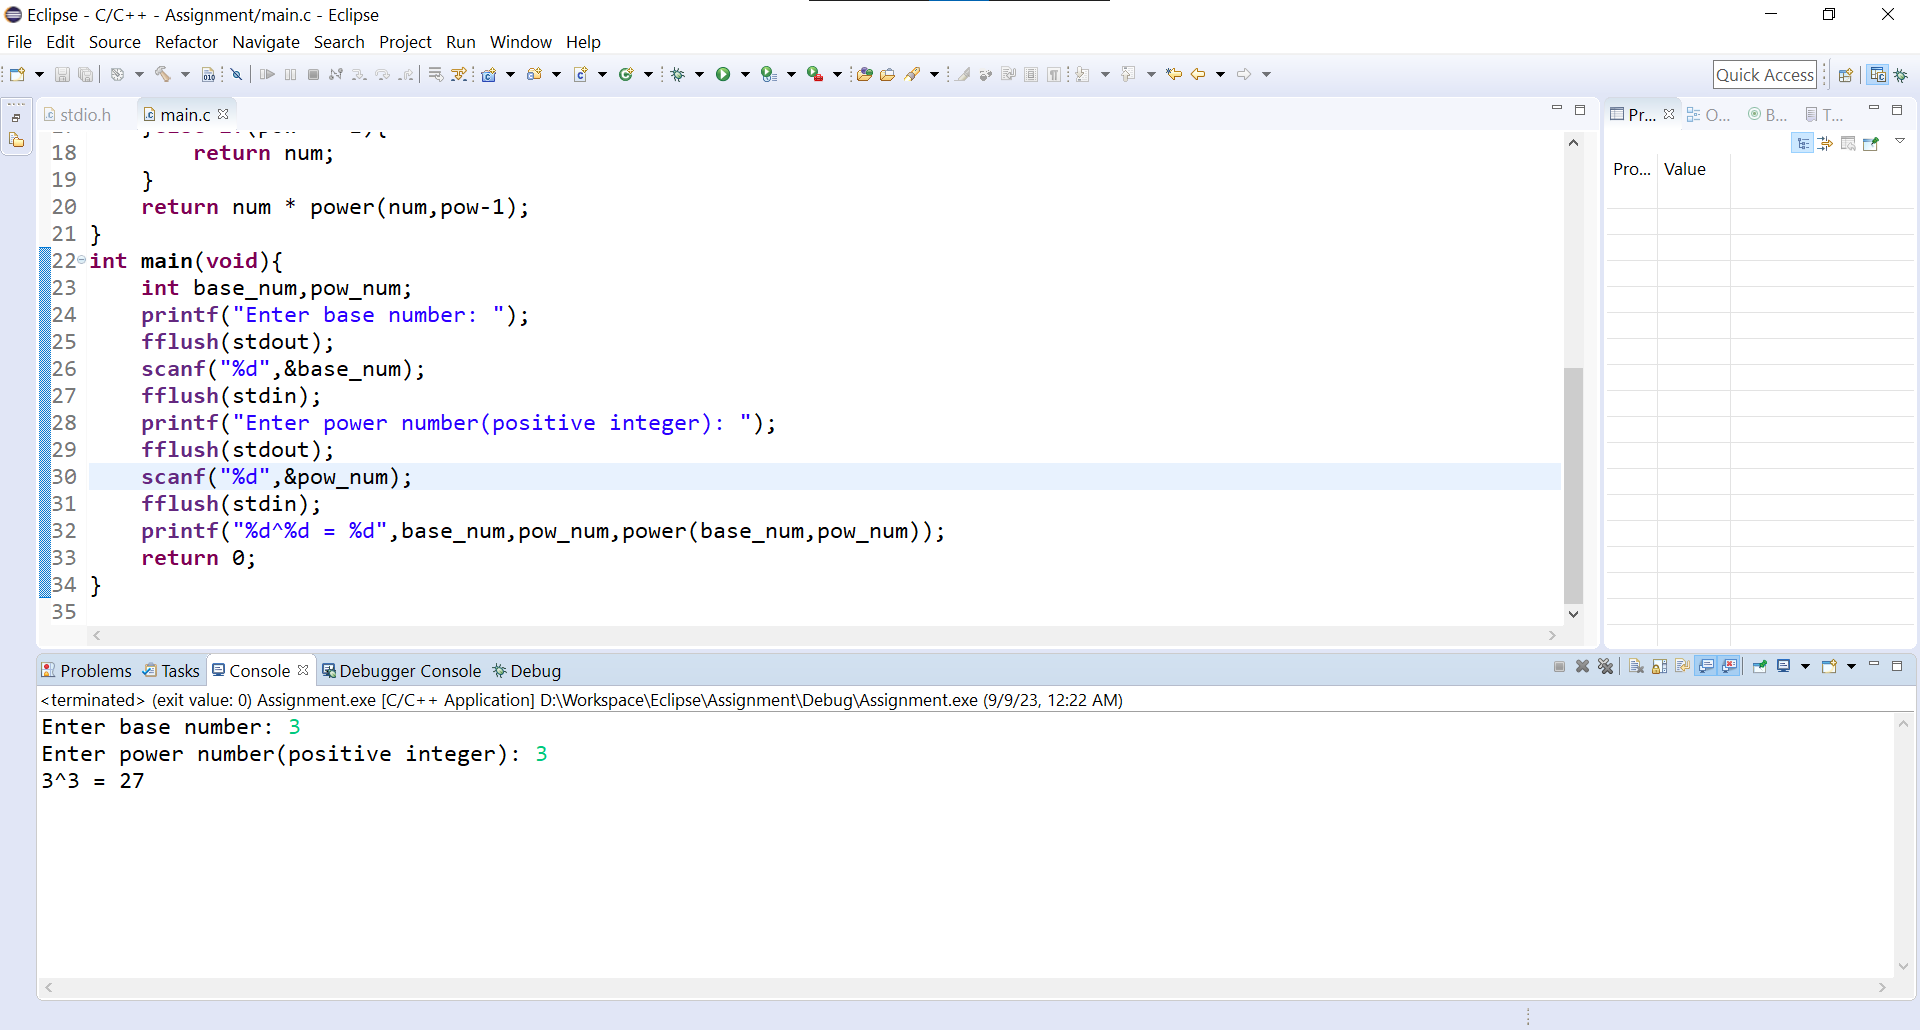 Eclipse - C/C++ - Assignment/main.c - Eclipse
File Edit Source Refactor Navigate Search Project Run Window Help
Quick Access
stdio.h main.c
Pr... O... B... T...
18 return num;
19 }
20 return num * power(num,pow-1);
21 }
22 int main(void){
23 int base_num,pow_num;
24 printf("Enter base number: ");
25 fflush(stdout);
26 scanf("%d",&base_num);
27 fflush(stdin);
28 printf("Enter power number(positive integer): ");
29 fflush(stdout);
30 scanf("%d",&pow_num);
31 fflush(stdin);
32 printf("%d^%d = %d",base_num,pow_num,power(base_num,pow_num));
33 return 0;
34 }
35
Pro... Value
Problems Tasks Console Debugger Console Debug
<terminated> (exit value: 0) Assignment.exe [C/C++ Application] D:\Workspace\Eclipse\Assignment\Debug\Assignment.exe (9/9/23, 12:22 AM)
Enter base number: 3
Enter power number(positive integer): 3
3^3 = 27